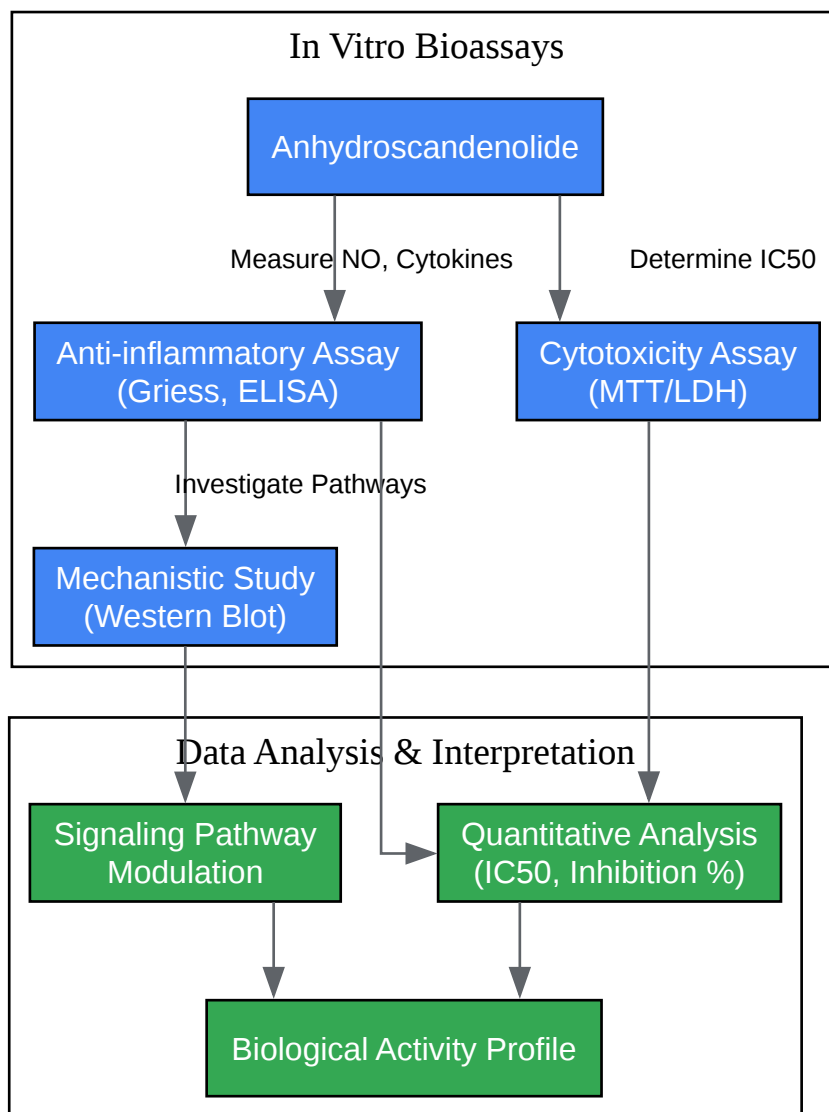 In Vitro Bioassays
Anhydroscandenolide
Measure NO, Cytokines
Determine IC50
Anti-inflammatory Assay
(Griess, ELISA)
Cytotoxicity Assay
(MTT/LDH)
Investigate Pathways
Mechanistic Study
(Western Blot)
Data Analysis & Interpretation
Signaling Pathway
Modulation
Quantitative Analysis
(IC50, Inhibition %)
Biological Activity Profile